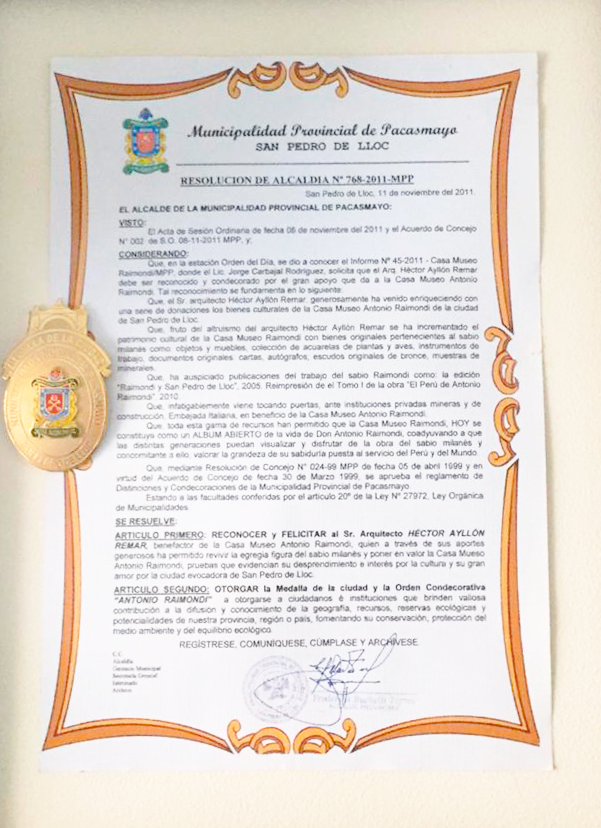 Municipalidad Provincial de Pacasmayo
SAN PEDRO DE LLOC
RESOLUCION DE ALCALDIA Nº 768-2011-MPP
San Pedro de Lloc, 11 de noviembre del 2011.
EL ALCALDE DE LA MUNICIPALIDAD PROVINCIAL DE PACASMAYO:
VISTO:
El Acta de Sesión Ordinaria de fecha 08 de noviembre del 2011 y el Acuerdo de Concejo
N° 002 de S.O. 08-11-2011 MPP, y;
CONSIDERANDO:
Que, en la estación Orden del Día, se dio a conocer el Informe Nº 45-2011 - Casa Museo
Raimondi/MPP, donde el Lic. Jorge Carbajal Rodríguez, solicita que el Arq. Héctor Ayllón Remar
debe ser reconocido y condecorado por el gran apoyo que da a la Casa Museo Antonio
Raimondi. Tal reconocimiento se fundamenta en lo siguiente:
Que, el Sr. arquitecto Héctor Ayllón Remar, generosamente ha venido enriqueciendo con
una serie de donaciones los bienes culturales de la Casa Museo Antonio Raimondi de la ciudad
de San Pedro de Lloc.
Que, fruto del altruismo del arquitecto Héctor Ayllón Remar se ha incrementado el
patrimonio cultural de la Casa Museo Raimondi con bienes originales pertenecientes al sabio
milanés como: objetos y muebles, colección de acuarelas de plantas y aves, instrumentos de
trabajo, documentos originales, cartas, autógrafos, escudos originales de bronce, muestras de
minerales.
Que, ha auspiciado publicaciones del trabajo del sabio Raimondi como: la edición
"Raimondi y San Pedro de Lloc", 2005. Reimpresión de el Tomo I de la obra "El Perú de Antonio
Raimondi", 2010.
Que, infatigablemente viene tocando puertas, ante instituciones privadas mineras y de
construcción, Embajada Italiana, en beneficio de la Casa Museo Antonio Raimondi.
Que, toda esta gama de recursos han permitido que la Casa Museo Raimondi, HOY se
constituya como un ALBUM ABIERTO de la vida de Don Antonio Raimondi, coadyuvando a que
las distintas generaciones puedan visualizar y disfrutar de la obra del sabio milanés y
concomitante a ello, valorar la grandeza de su sabiduría puesta al servicio del Perú y del Mundo.
Que, mediante Resolución de Concejo N° 024-99 MPP de fecha 05 de abril 1999 y en
virtud del Acuerdo de Concejo de fecha 30 de Marzo 1999, se aprueba el reglamento de
Distinciones y Condecoraciones de la Municipalidad Provincial de Pacasmayo
Estando a las facultades conferidas por el artículo 20º de la Ley N° 27972, Ley Orgánica
de Municipalidades.
SE RESUELVE:
ARTICULO PRIMERO: RECONOCER y FELICITAR al Sr. Arquitecto HÉCTOR AYLLÓN
REMAR, benefactor de la Casa Museo Antonio Raimondi, quien a través de sus aportes
generosos ha permitido revivir la egregia figura del sabio milanés y poner en valor la Casa Museo
Antonio Raimondi, pruebas que evidencian su desprendimiento e interés por la cultura y su gran
amor por la ciudad evocadora de San Pedro de Lloc.
ARTICULO SEGUNDO: OTORGAR la Medalla de la ciudad y la Orden Condecorativa
"ANTONIO RAIMONDI" a otorgarse a ciudadanos é instituciones que brinden valiosa
contribución a la difusión y conocimiento de la geografía, recursos, reservas ecológicas y
potencialidades de nuestra provincia, región o país, fomentando su conservación, protección del
medio ambiente y del equilibrio ecológico.
REGÍSTRESE, COMUNÍQUESE, CÚMPLASE Y ARCHÍVESE.
C.C.
Alcaldía
Gerencia Municipal
Secretaría General
Interesado
Archivo